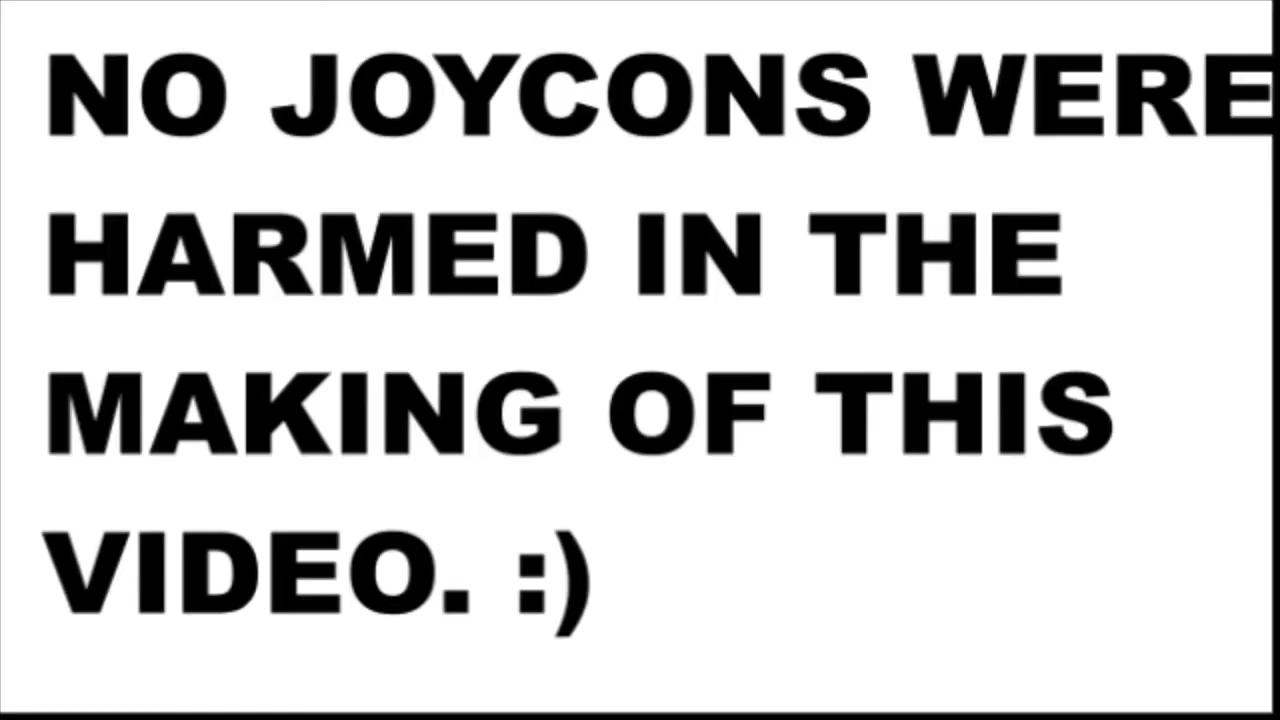 NO JOYCONS WERE
HARMED IN THE
MAKING OF THIS
VIDEO. :)